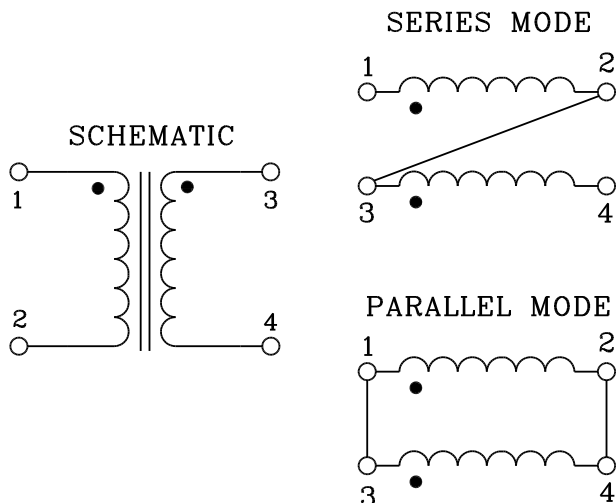 SERIES MODE
1 2
3 4
SCHEMATIC
1 3
2 4
PARALLEL MODE
1 2
3 4